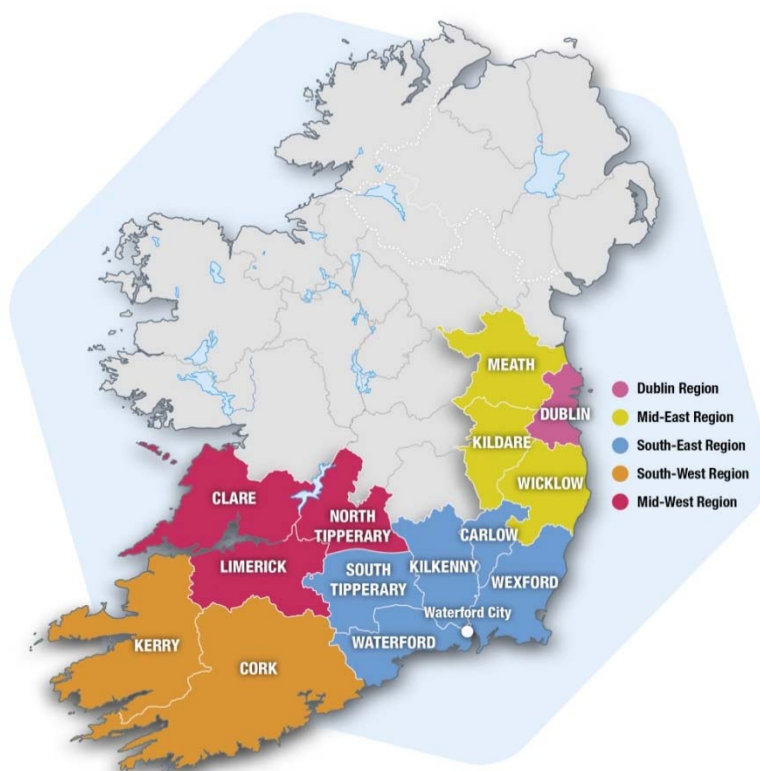 MEATH
DUBLIN
KILDARE
WICKLOW
Dublin Region
Mid-East Region
South-East Region
South-West Region
Mid-West Region
CLARE
NORTH
TIPPERARY
LIMERICK
CARLOW
KILKENNY
SOUTH
TIPPERARY
WEXFORD
Waterford City
WATERFORD
KERRY
CORK